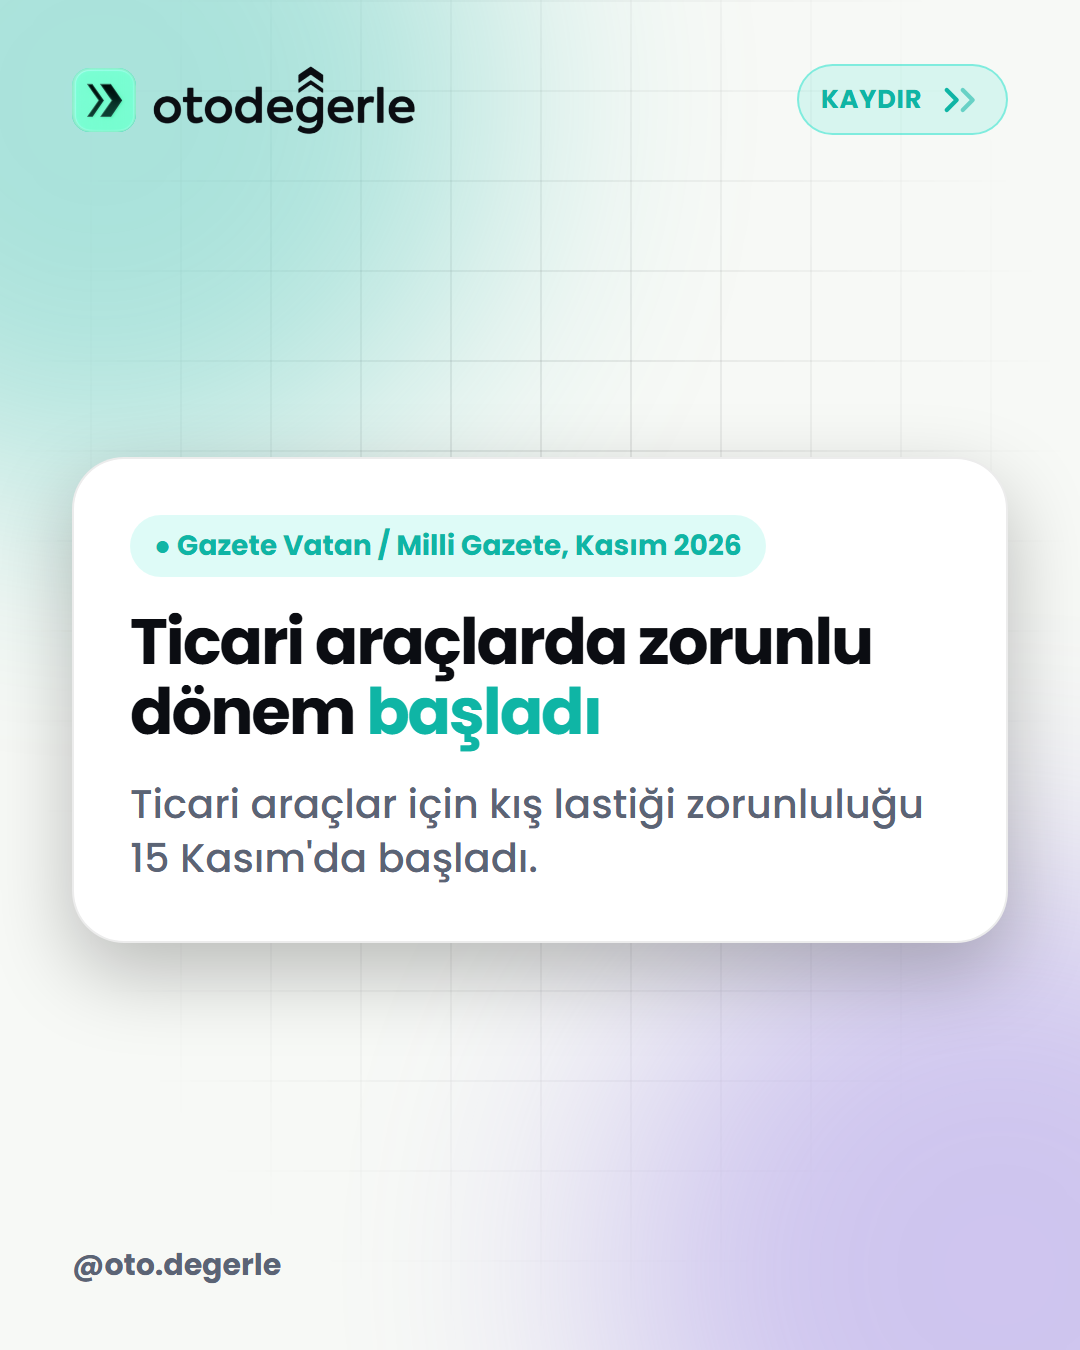 otodeğerle
KAYDIR
• Gazete Vatan / Milli Gazete, Kasım 2026
Ticari araçlarda zorunlu
dönem başladı
Ticari araçlar için kış lastiği zorunluluğu
15 Kasım'da başladı.
@oto.degerle